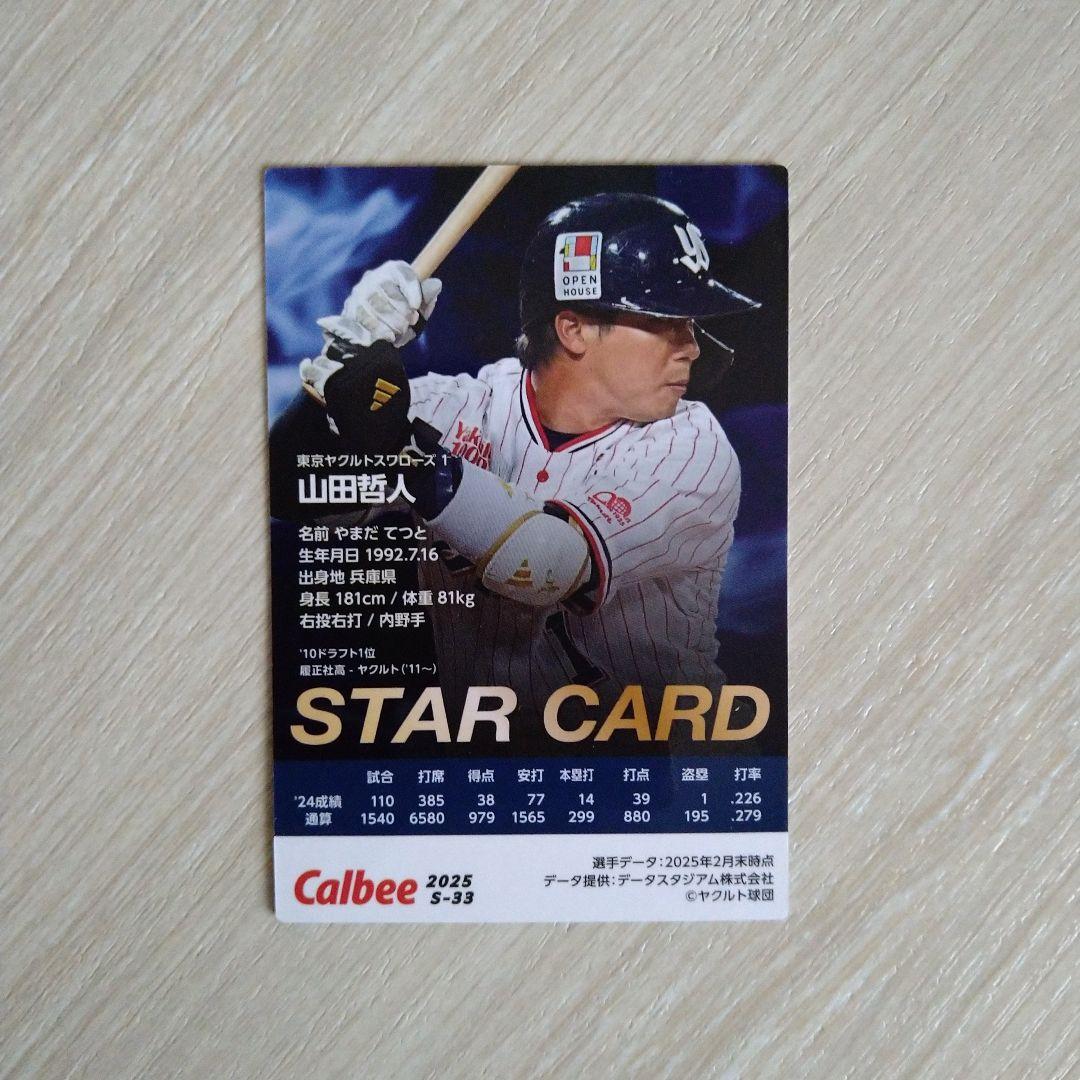 YS
OPEN
HOUSE
東京ヤクルトスワローズ 1
山田哲人
名前 やまだ てつと
生年月日 1992.7.16
出身地 兵庫県
身長 181cm / 体重 81kg
右投右打 / 内野手
'10ドラフト1位
履正社高 - ヤクルト('11〜)
STAR CARD
試合 打席 得点 安打 本塁打 打点 盗塁 打率
'24成績 110 385 38 77 14 39 1 .226
通算 1540 6580 979 1565 299 880 195 .279
Calbee 2025
S-33
選手データ：2025年2月末時点
データ提供：データスタジアム株式会社
©ヤクルト球団